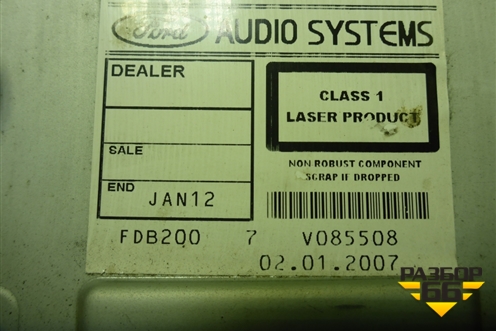 Ford AUDIO SYSTEMS
DEALER
SALE
END JAN12
CLASS 1
LASER PRODUCT
NON ROBUST COMPONENT
SCRAP IF DROPPED
FDB200 7 V085508
02.01.2007
РАЗБОР
66